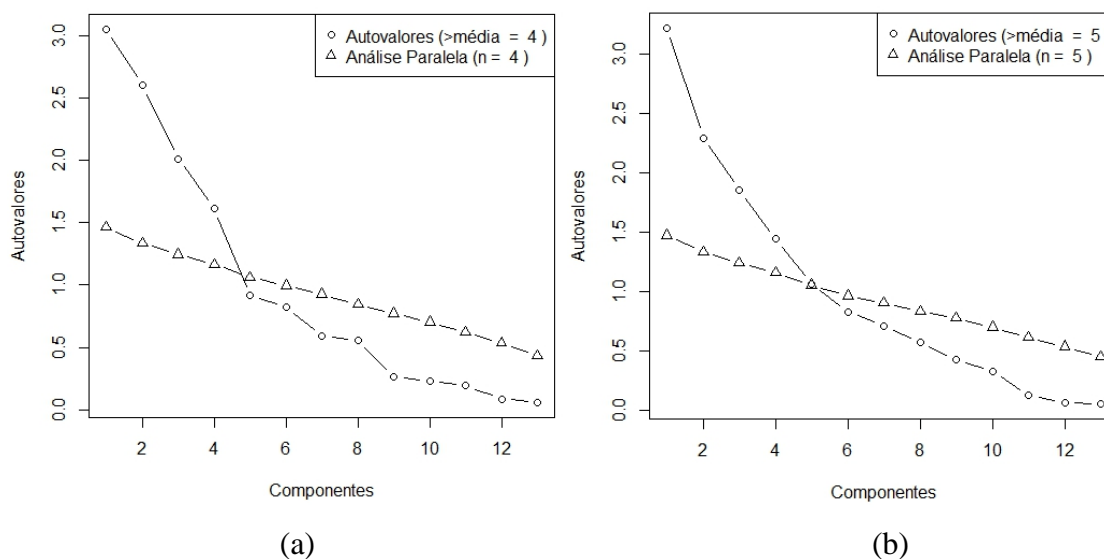 Autovalores (>média = 4 )
Análise Paralela (n = 4 )
Autovalores
3.0
2.5
2.0
1.5
1.0
0.5
0.0
2 4 6 8 10 12
Componentes
(a)
Autovalores (>média = 5
Análise Paralela (n = 5 )
Autovalores
3.0
2.5
2.0
1.5
1.0
0.5
0.0
2 4 6 8 10 12
Componentes
(b)